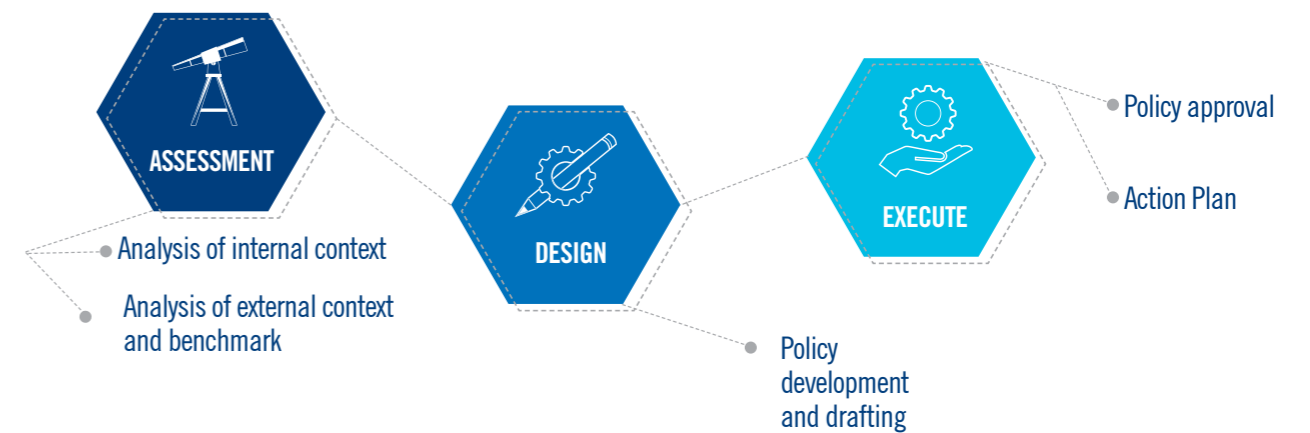 ASSESSMENT
Analysis of internal context
Analysis of external context
and benchmark
DESIGN
Policy
development
and drafting
EXECUTE
Policy approval
Action Plan